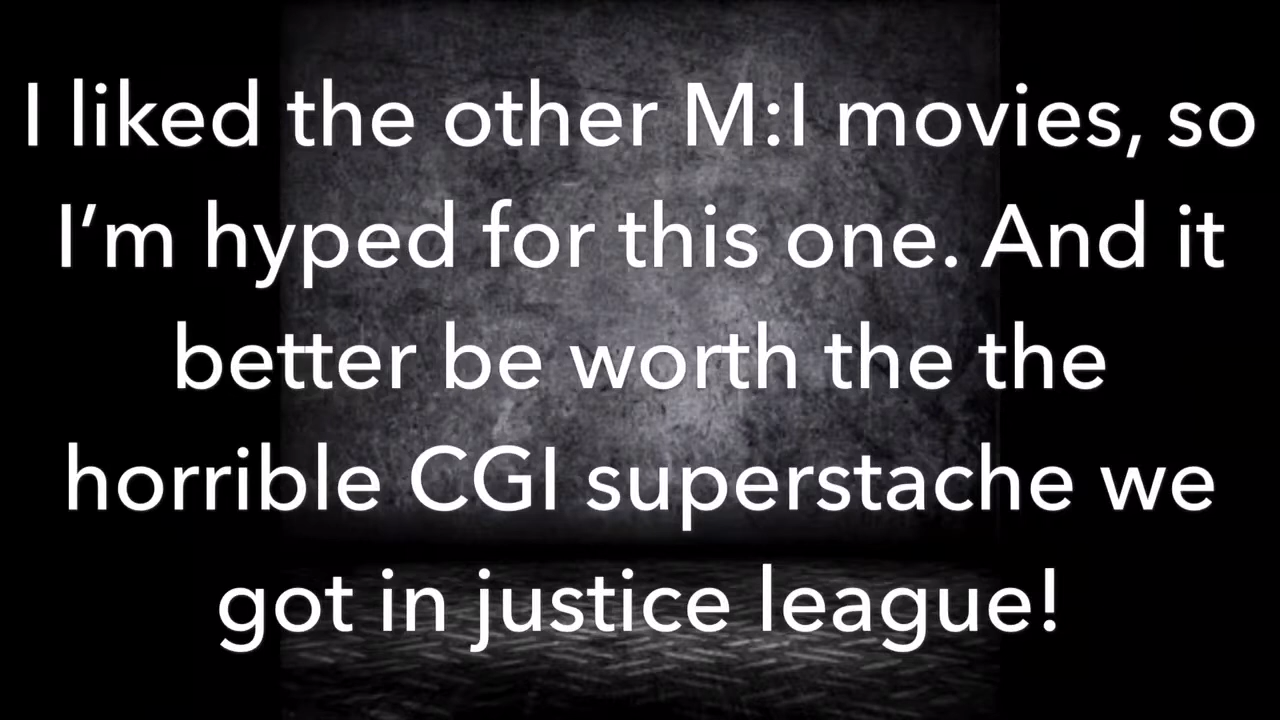 I liked the other M:I movies, so
I’m hyped for this one. And it
better be worth the the
horrible CGI superstache we
got in justice league!